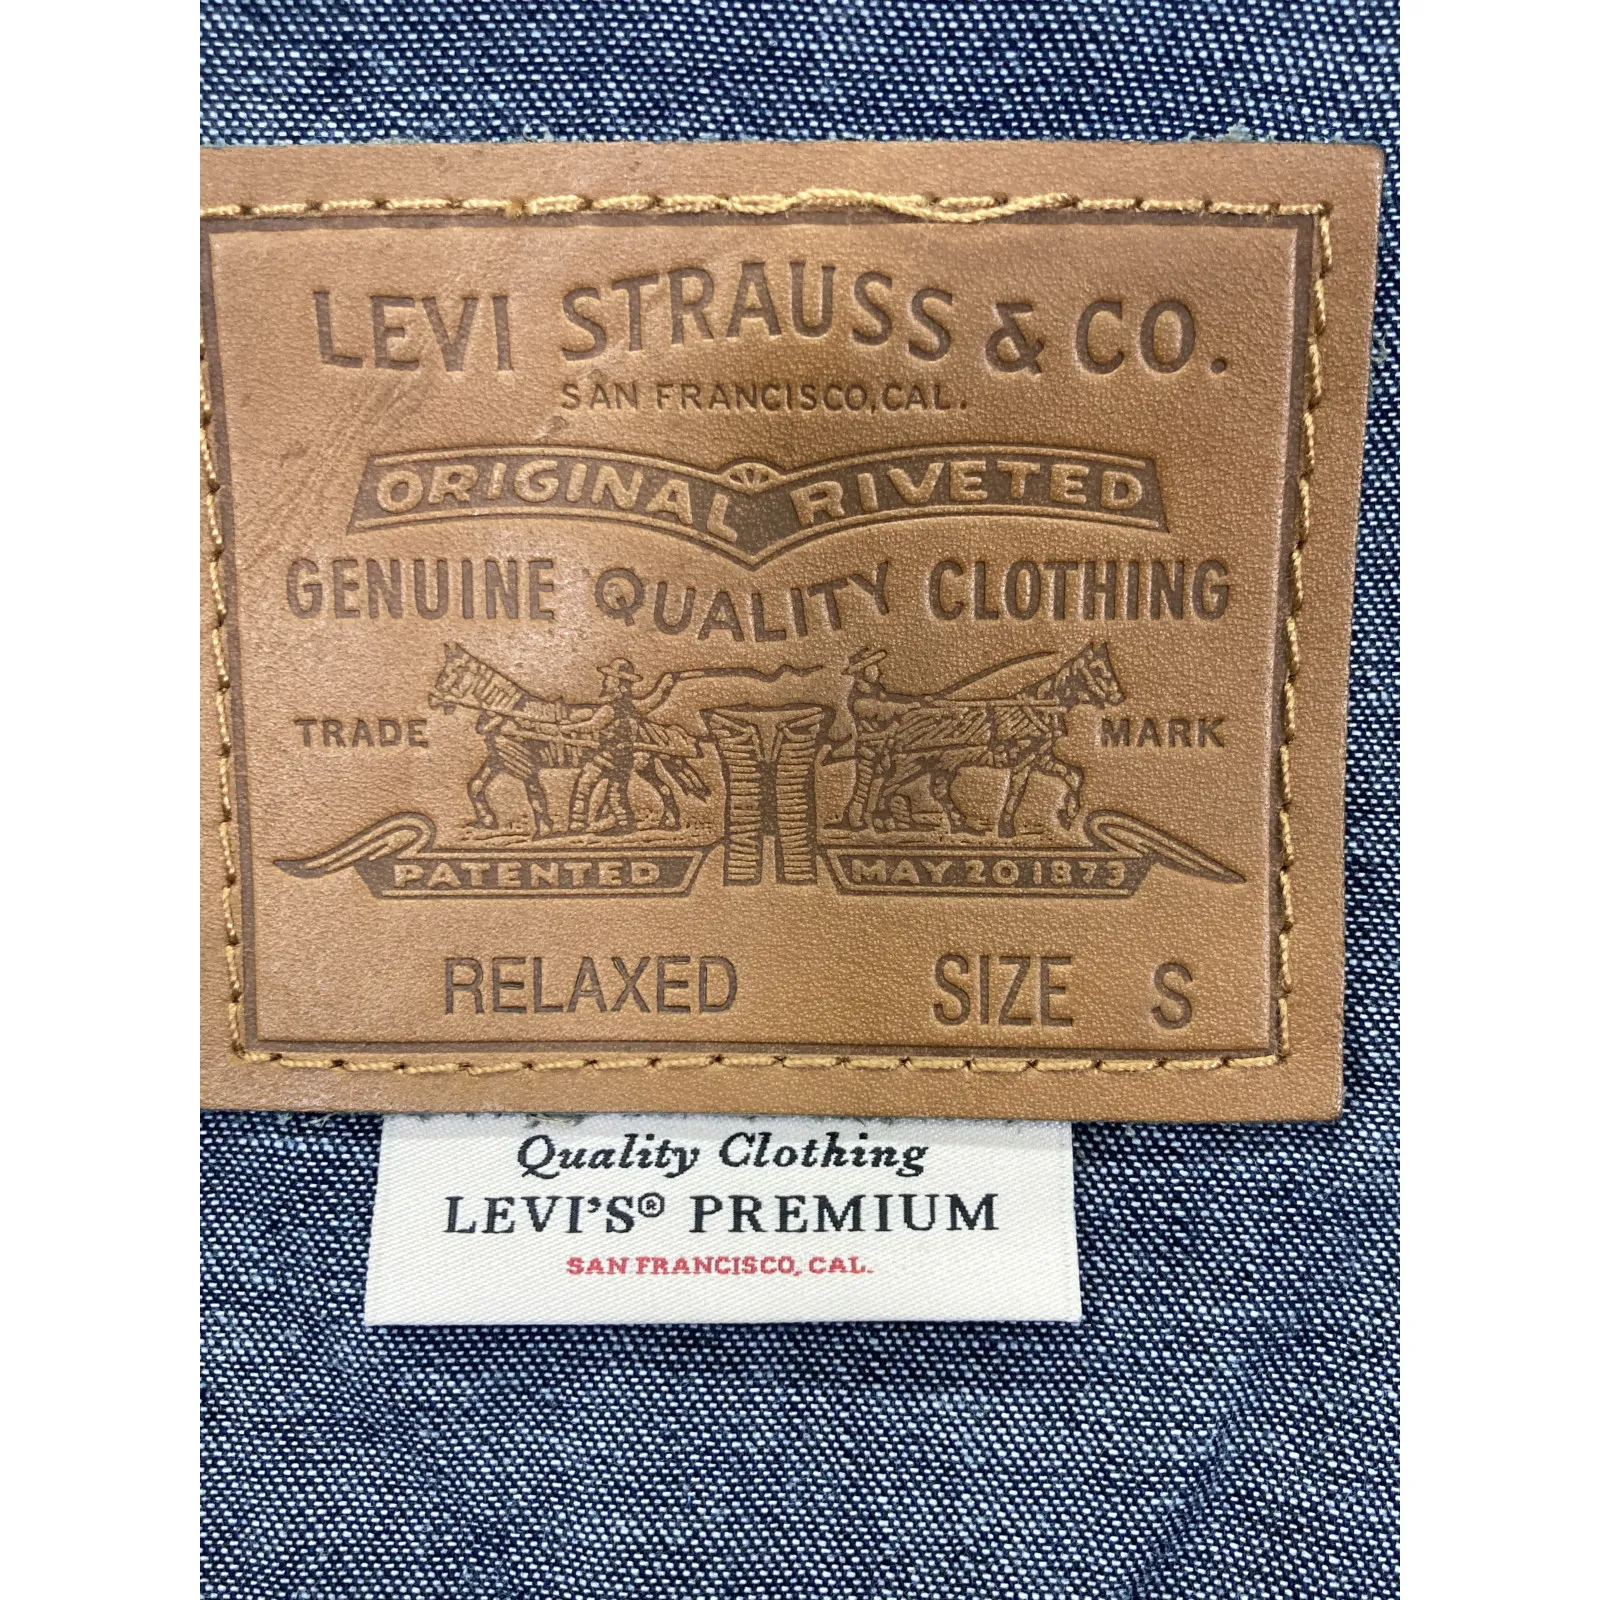 LEVI STRAUSS & CO.
SAN FRANCISCO, CAL.
ORIGINAL RIVETED
GENUINE QUALITY CLOTHING
TRADE MARK
PATENTED MAY 20 1873
RELAXED SIZE S
Quality Clothing
LEVI'S® PREMIUM
SAN FRANCISCO, CAL.